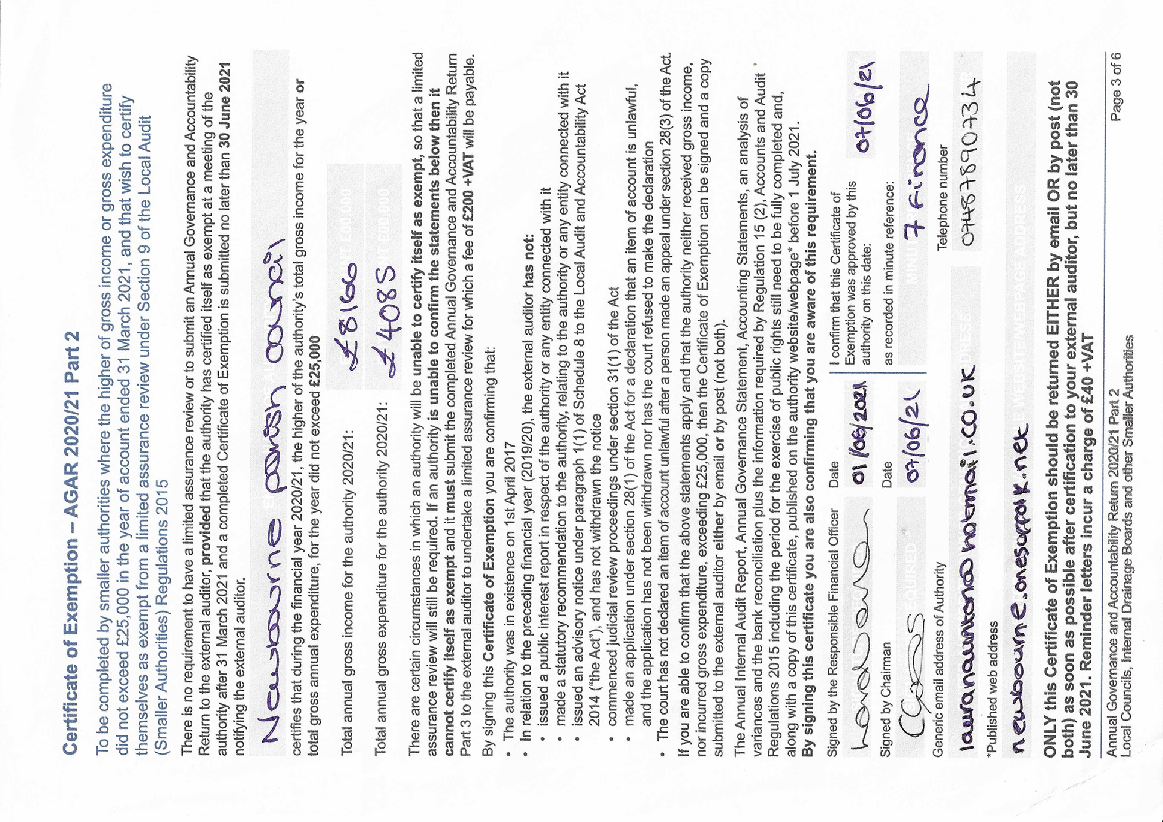 Certificate of Exemption – AGAR 2020/21 Part 2
To be completed by smaller authorities where the higher of gross income or gross expenditure
did not exceed £25,000 in the year of account ended 31 March 2021, and that wish to certify
themselves as exempt from a limited assurance review under Section 9 of the Local Audit
(Smaller Authorities) Regulations 2015
There is no requirement to have a limited assurance review or to submit an Annual Governance and Accountability
Return to the external auditor, provided that the authority has certified itself as exempt at a meeting of the
authority after 31 March 2021 and a completed Certificate of Exemption is submitted no later than 30 June 2021
notifying the external auditor.
Newbourne parish council
certifies that during the financial year 2020/21, the higher of the authority's total gross income for the year or
total gross annual expenditure, for the year did not exceed £25,000
Total annual gross income for the authority 2020/21: £8166
Total annual gross expenditure for the authority 2020/21: £4085
There are certain circumstances in which an authority will be unable to certify itself as exempt, so that a limited
assurance review will still be required. If an authority is unable to confirm the statements below then it
cannot certify itself as exempt and it must submit the completed Annual Governance and Accountability Return
Part 3 to the external auditor to undertake a limited assurance review for which a fee of £200 +VAT will be payable.
By signing this Certificate of Exemption you are confirming that:
• The authority was in existence on 1st April 2017
• In relation to the preceding financial year (2019/20), the external auditor has not:
• issued a public interest report in respect of the authority or any entity connected with it
• made a statutory recommendation to the authority, relating to the authority or any entity connected with it
• issued an advisory notice under paragraph 1(1) of Schedule 8 to the Local Audit and Accountability Act
2014 ("the Act"), and has not withdrawn the notice
• commenced judicial review proceedings under section 31(1) of the Act
• made an application under section 28(1) of the Act for a declaration that an item of account is unlawful,
and the application has not been withdrawn nor has the court refused to make the declaration
• The court has not declared an item of account unlawful after a person made an appeal under section 28(3) of the Act.
If you are able to confirm that the above statements apply and that the authority neither received gross income,
nor incurred gross expenditure, exceeding £25,000, then the Certificate of Exemption can be signed and a copy
submitted to the external auditor either by email or by post (not both).
The Annual Internal Audit Report, Annual Governance Statement, Accounting Statements, an analysis of
variances and the bank reconciliation plus the information required by Regulation 15 (2), Accounts and Audit
Regulations 2015 including the period for the exercise of public rights still need to be fully completed and,
along with a copy of this certificate, published on the authority website/webpage* before 1 July 2021.
By signing this certificate you are also confirming that you are aware of this requirement.
Signed by the Responsible Financial Officer Date
01/06/2021
I confirm that this Certificate of
Exemption was approved by this
authority on this date: 07/06/21
Signed by Chairman Date
07/06/21
as recorded in minute reference:
7 Finance
Generic email address of Authority Telephone number
hotmail.co.uk 07487890734
*Published web address
newbourne.onesuffolk.net
ONLY this Certificate of Exemption should be returned EITHER by email OR by post (not
both) as soon as possible after certification to your external auditor, but no later than 30
June 2021. Reminder letters incur a charge of £40 +VAT
Annual Governance and Accountability Return 2020/21 Part 2 Page 3 of 6
Local Councils, Internal Drainage Boards and other Smaller Authorities